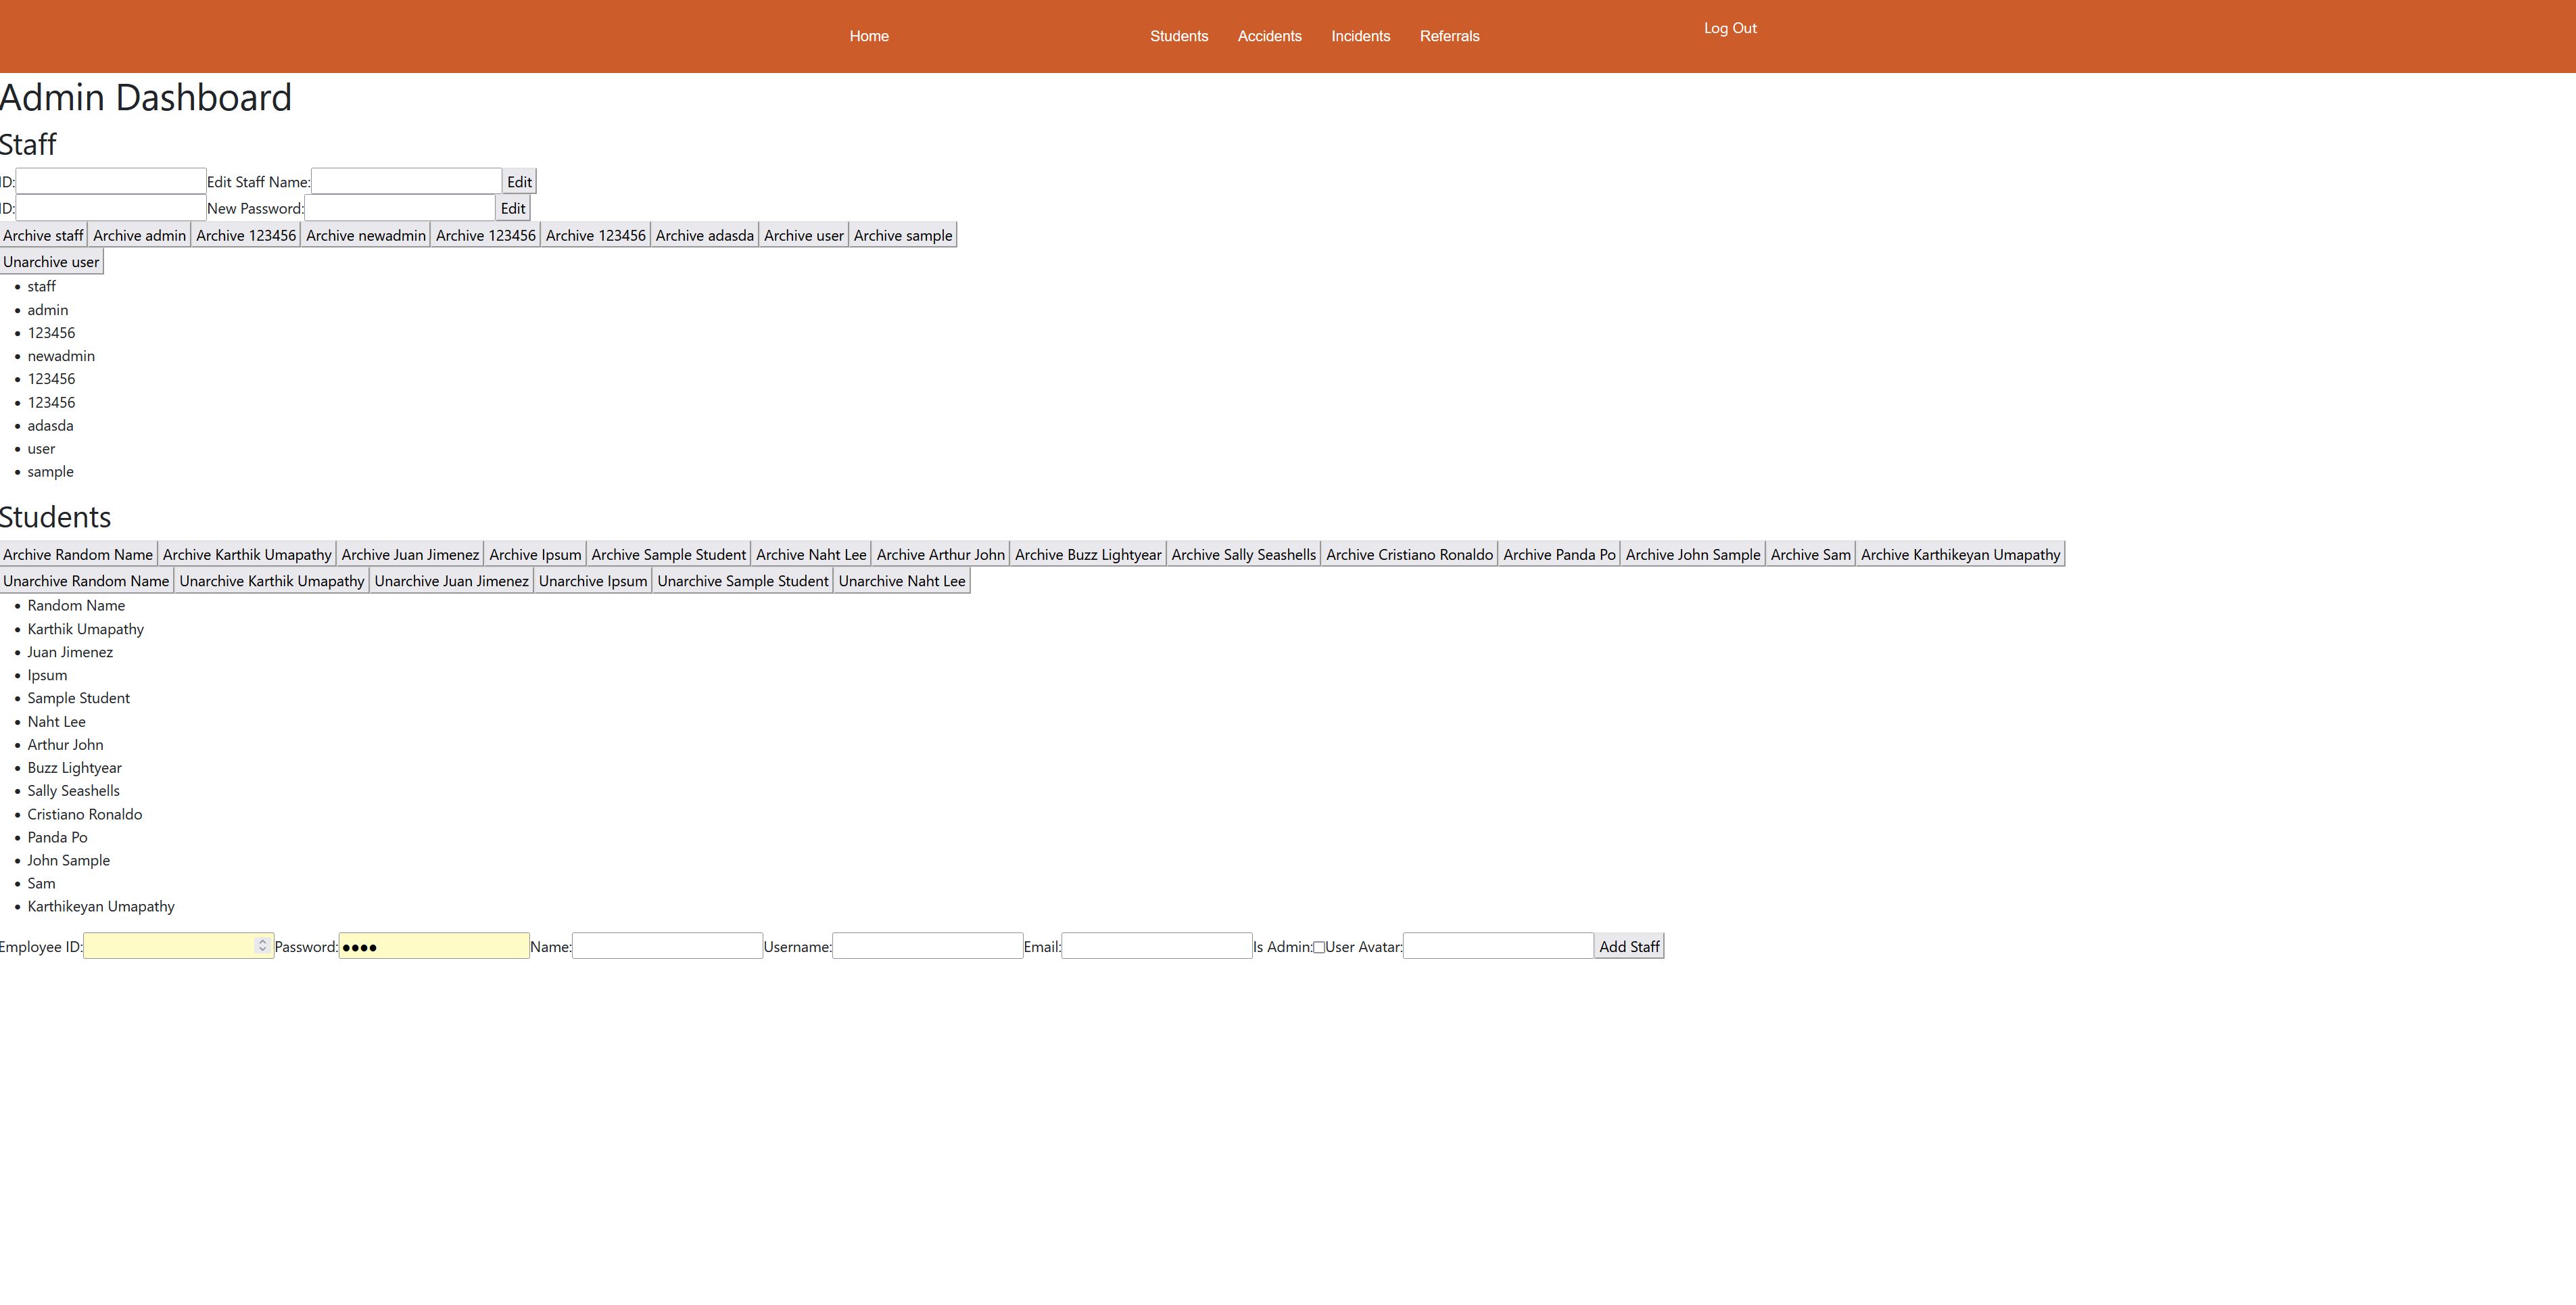 Home Students Accidents Incidents Referrals Log Out
Admin Dashboard
Staff
ID: Edit Staff Name: Edit
ID: New Password: Edit
Archive staff Archive admin Archive 123456 Archive newadmin Archive 123456 Archive 123456 Archive adasda Archive user Archive sample
Unarchive user
staff
admin
123456
newadmin
123456
123456
adasda
user
sample
Students
Archive Random Name Archive Karthik Umapathy Archive Juan Jimenez Archive Ipsum Archive Sample Student Archive Naht Lee Archive Arthur John Archive Buzz Lightyear Archive Sally Seashells Archive Cristiano Ronaldo Archive Panda Po Archive John Sample Archive Sam Archive Karthikeyan Umapathy
Unarchive Random Name Unarchive Karthik Umapathy Unarchive Juan Jimenez Unarchive Ipsum Unarchive Sample Student Unarchive Naht Lee
Random Name
Karthik Umapathy
Juan Jimenez
Ipsum
Sample Student
Naht Lee
Arthur John
Buzz Lightyear
Sally Seashells
Cristiano Ronaldo
Panda Po
John Sample
Sam
Karthikeyan Umapathy
Employee ID: Password: ●●●● Name: Username: Email: Is Admin: User Avatar: Add Staff